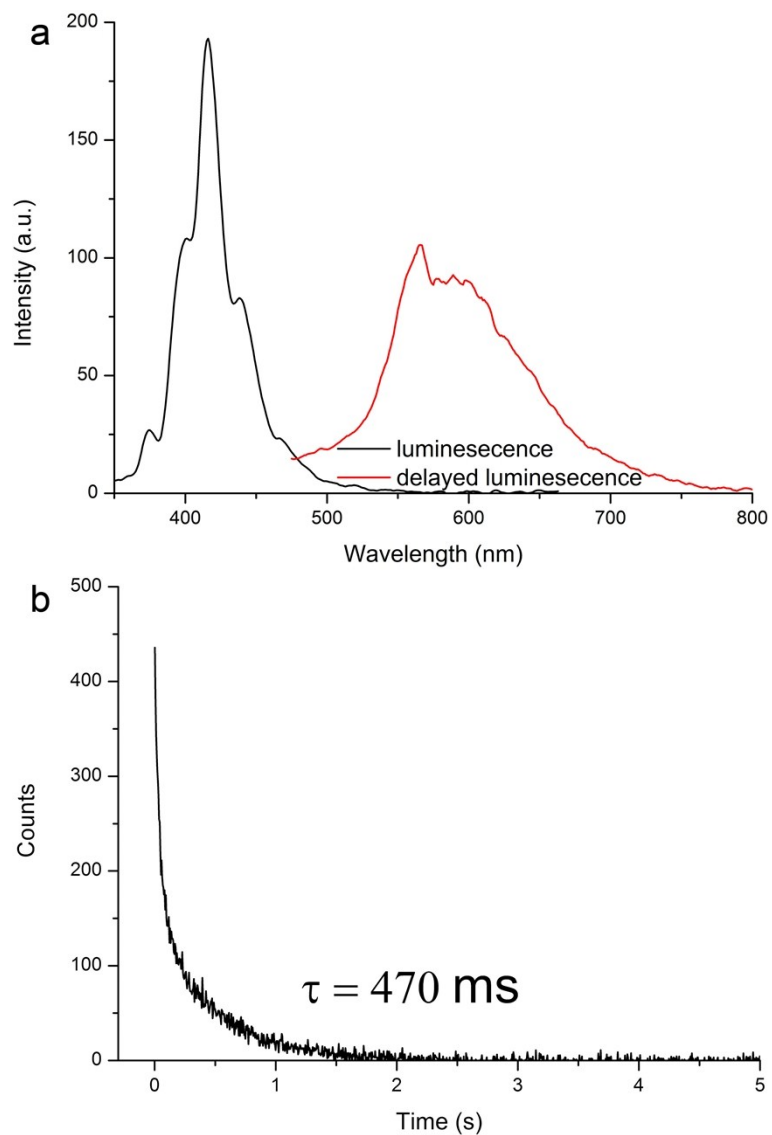 a
200
150
100
50
0
Intensity (a.u.)
luminesecence
delayed luminesecence
400
500
600
700
800
Wavelength (nm)
b
500
400
300
200
100
0
Counts
τ = 470 ms
0
1
2
3
4
5
Time (s)